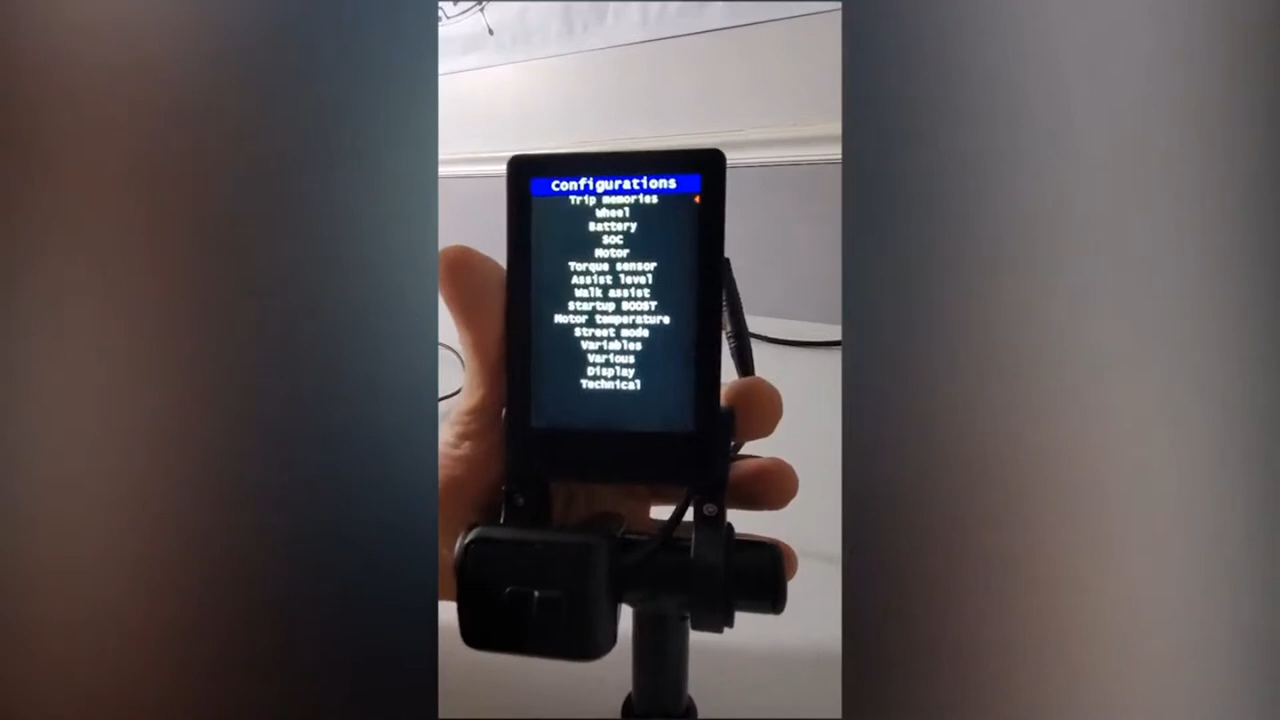 Configurations
Trip memories
Wheel
Battery
SOC
Motor
Torque sensor
Assist level
Walk assist
Startup BOOST
Motor temperature
Street mode
Variables
Various
Display
Technical